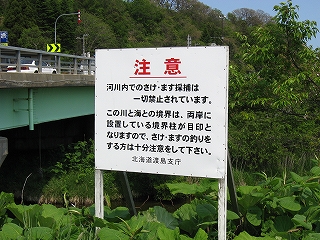 注意
河川内でのさけ・ます採捕は
一切禁止されています。
この川と海との境界は、両岸に
設置している境界柱が目印と
なりますので、さけ・ますの釣りを
する方は十分注意をして下さい。
北海道渡島支庁